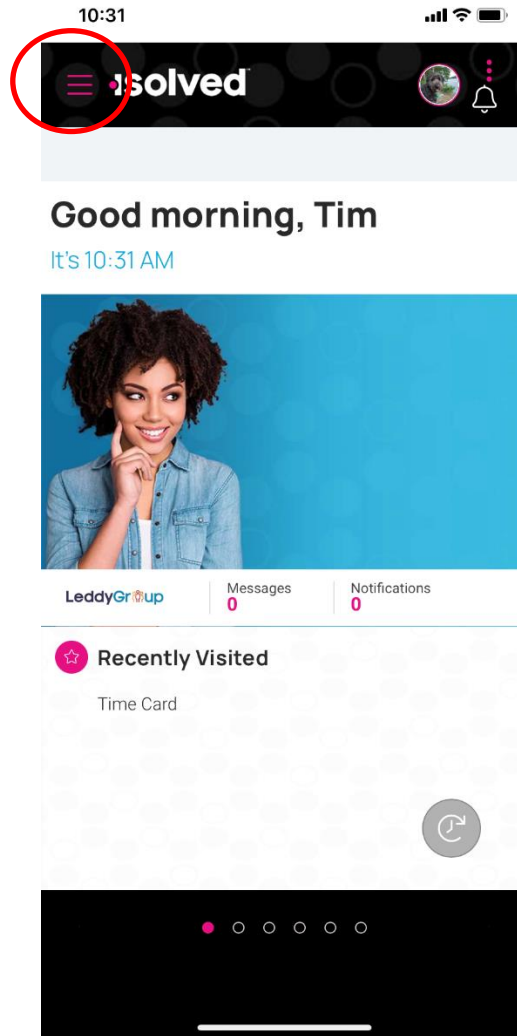 10:31
isolved
Good morning, Tim
It's 10:31 AM
LeddyGroup
Messages
0
Notifications
0
Recently Visited
Time Card